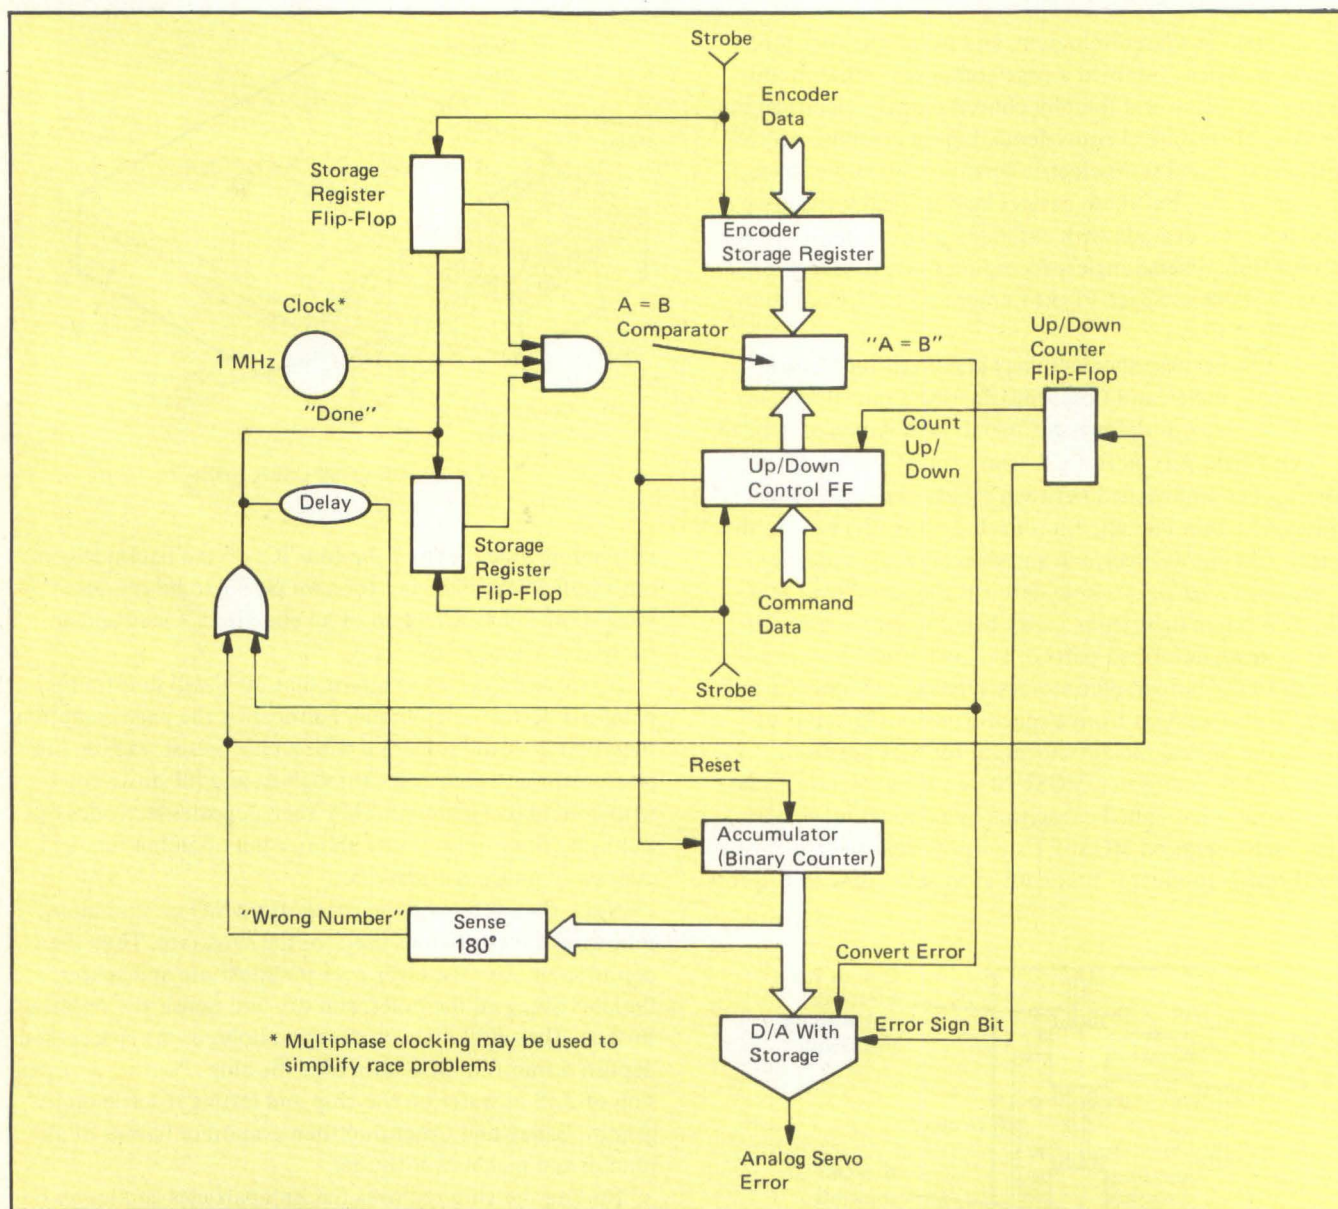 Strobe
Encoder
Data
Storage
Register
Flip-Flop
Encoder
Storage Register
Clock*
A = B
Comparator
"A = B"
Up/Down
Counter
Flip-Flop
1 MHz
"Done"
Count
Up/
Down
Up/Down
Control FF
Delay
Storage
Register
Flip-Flop
Command
Data
Strobe
Reset
Accumulator
(Binary Counter)
"Wrong Number"
Sense
180°
Convert Error
D/A With
Storage
Error Sign Bit
* Multiphase clocking may be used to
simplify race problems
Analog Servo
Error